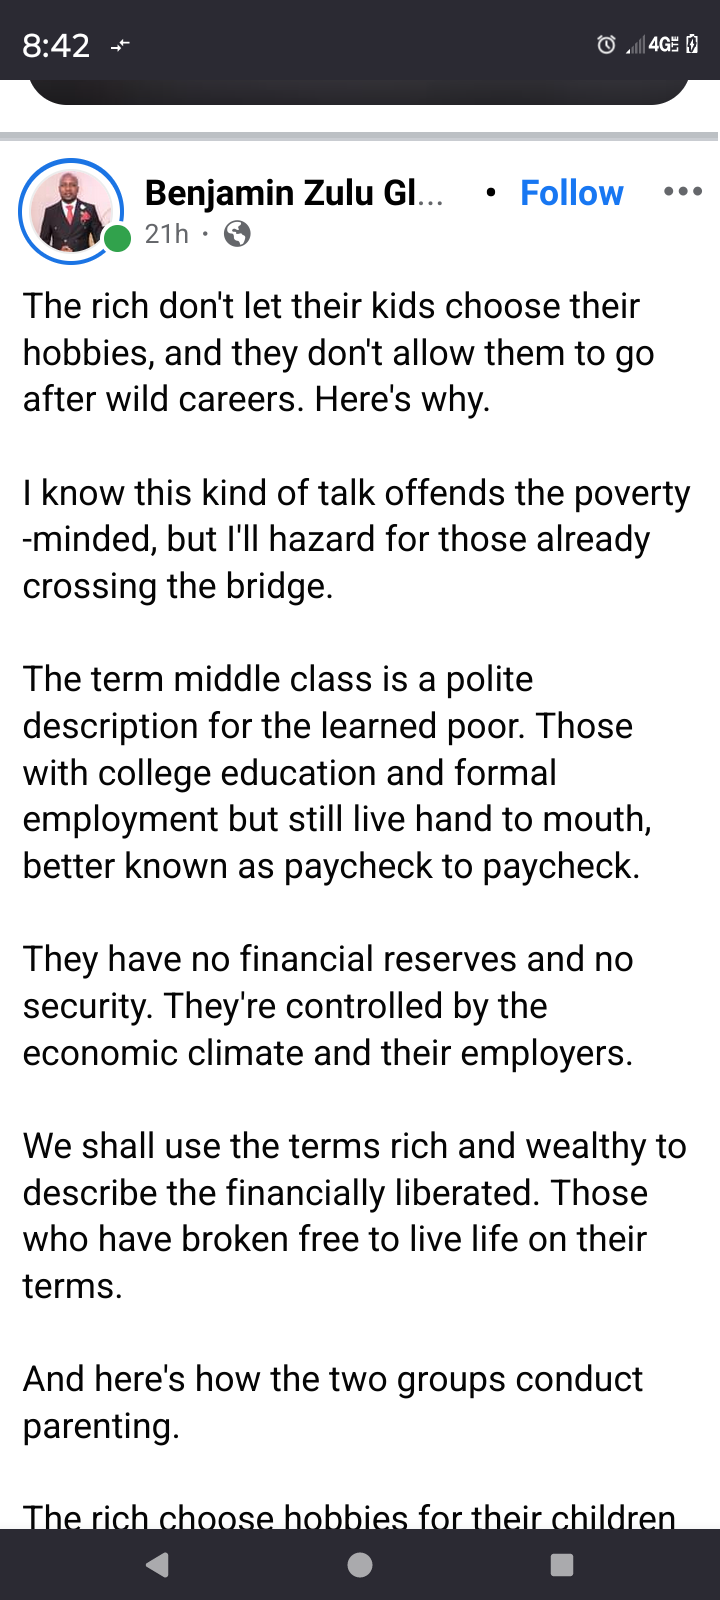 8:42
4GE
Benjamin Zulu Gl... • Follow
21h ·
The rich don't let their kids choose their
hobbies, and they don't allow them to go
after wild careers. Here's why.
I know this kind of talk offends the poverty
-minded, but I'll hazard for those already
crossing the bridge.
The term middle class is a polite
description for the learned poor. Those
with college education and formal
employment but still live hand to mouth,
better known as paycheck to paycheck.
They have no financial reserves and no
security. They're controlled by the
economic climate and their employers.
We shall use the terms rich and wealthy to
describe the financially liberated. Those
who have broken free to live life on their
terms.
And here's how the two groups conduct
parenting.
The rich choose hobbies for their children